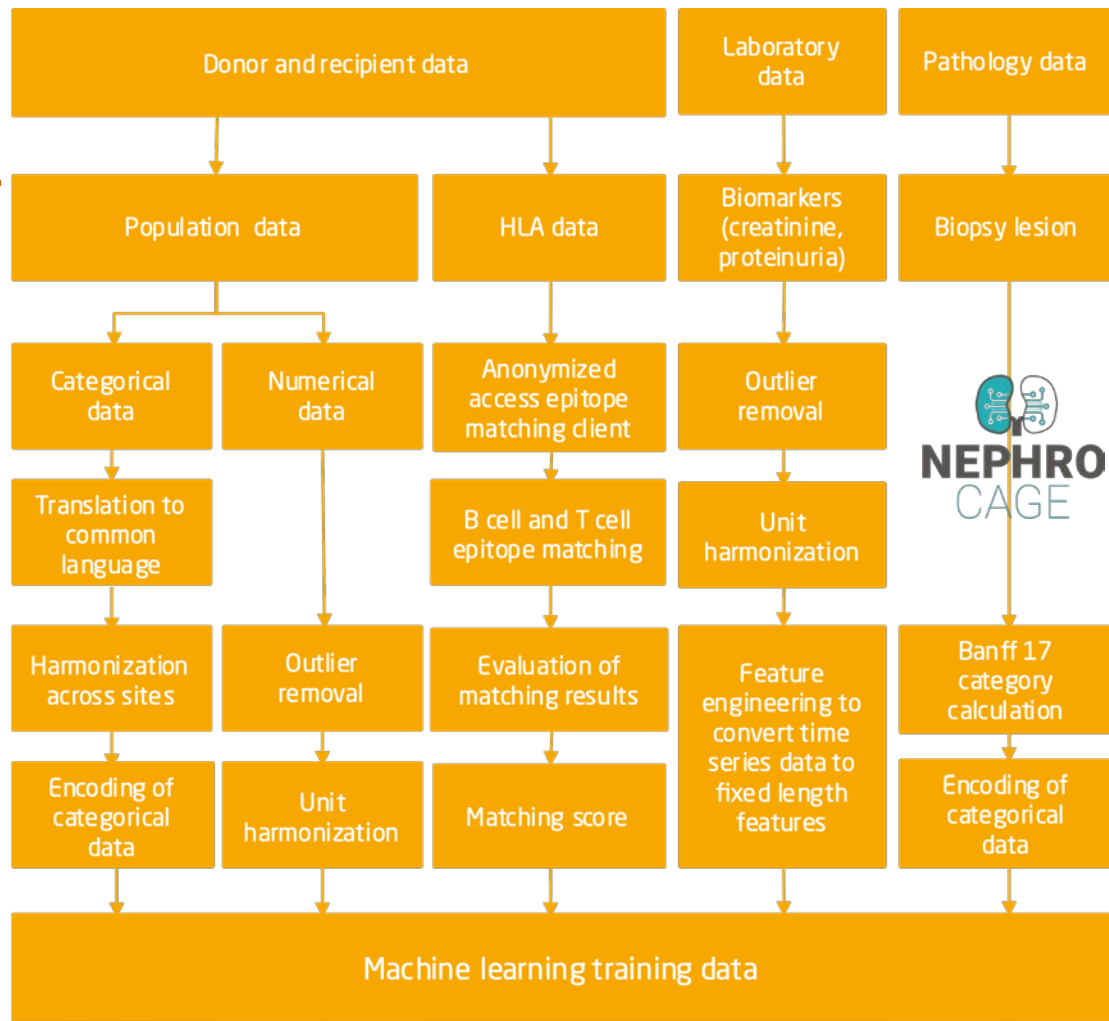 Donor and recipient data
Laboratory
data
Pathology data
Population data
HLA data
Biomarkers
(creatinine,
proteinuria)
Biopsy lesion
Categorical
data
Numerical
data
Anonymized
access epitope
matching client
Outlier
removal
NEPHRO
CAGE
Translation to
common
language
B cell and T cell
epitope matching
Unit
harmonization
Harmonization
across sites
Outlier
removal
Evaluation of
matching results
Feature
engineering to
convert time
series data to
fixed length
features
Banff 17
category
calculation
Encoding of
categorical
data
Unit
harmonization
Matching score
Encoding of
categorical
data
Machine learning training data